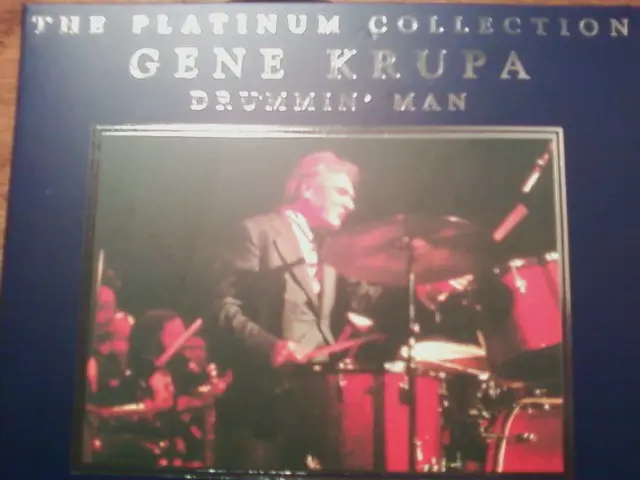 THE PLATINUM COLLECTION
GENE KRUPA
DRUMMIN' MAN